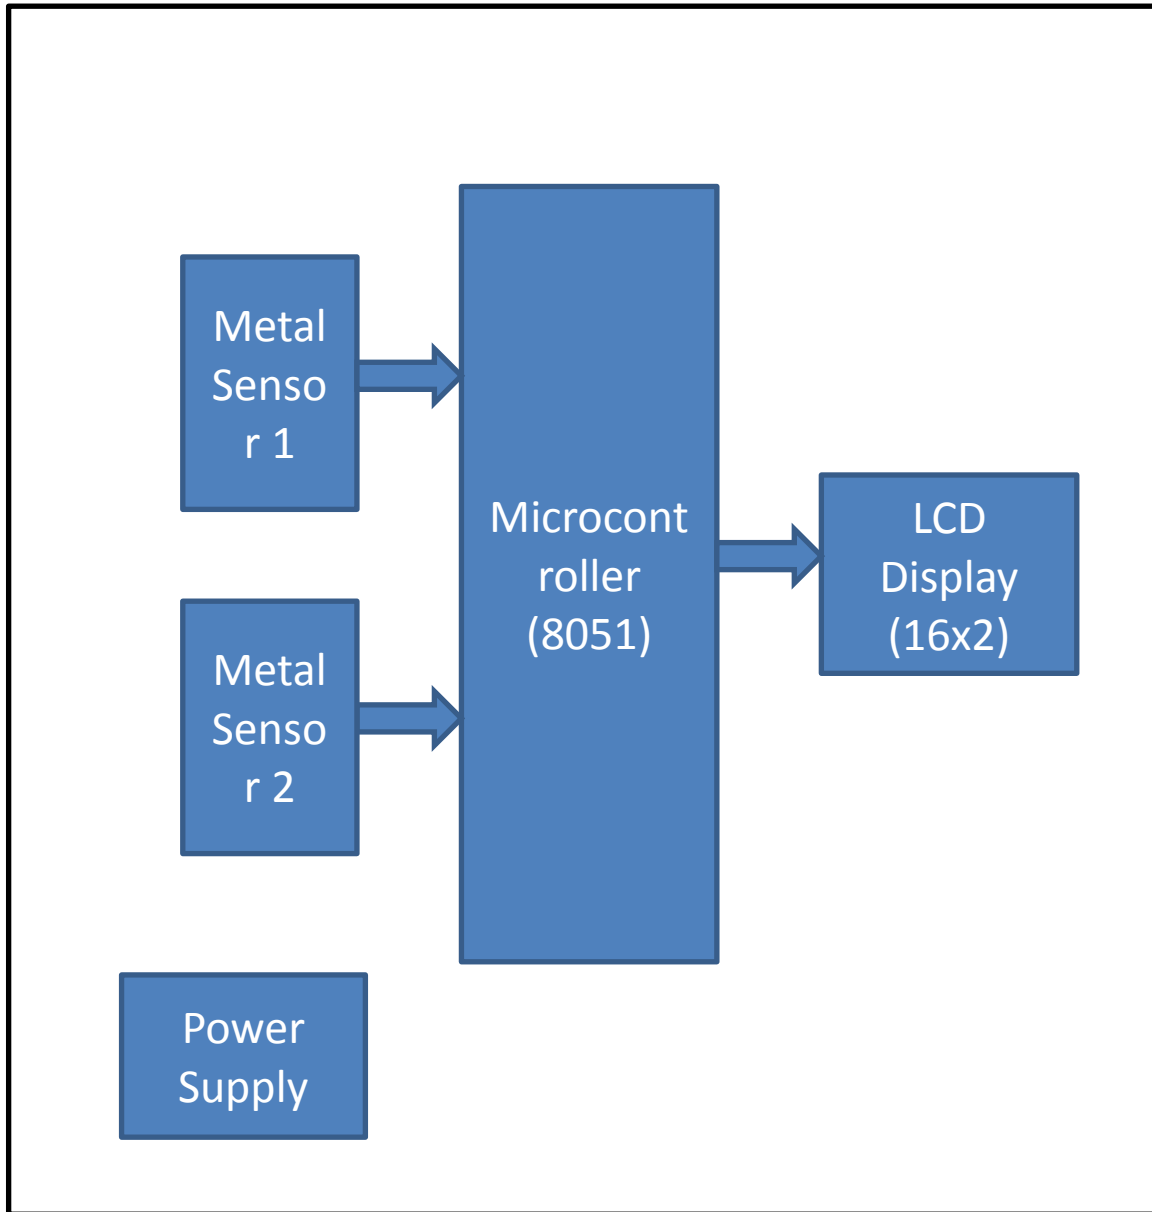 Metal
Senso
r 1
Microcont
roller
(8051)
LCD
Display
(16x2)
Metal
Senso
r 2
Power
Supply